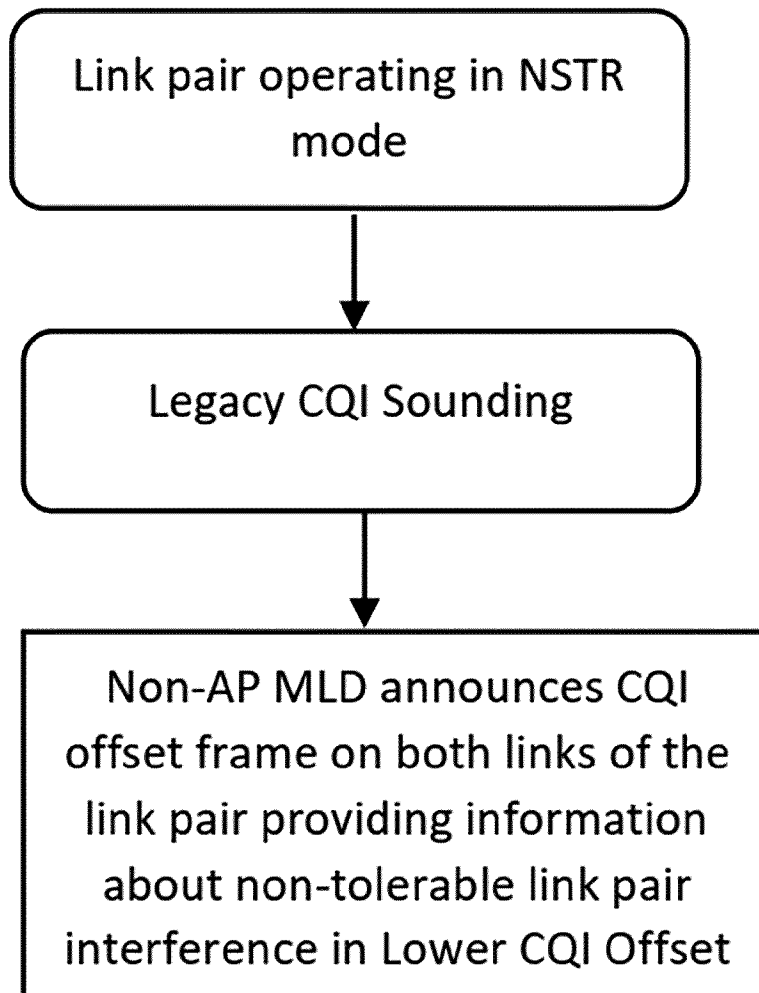 Link pair operating in NSTR
mode
Legacy CQI Sounding
Non-AP MLD announces CQI
offset frame on both links of the
link pair providing information
about non-tolerable link pair
interference in Lower CQI Offset